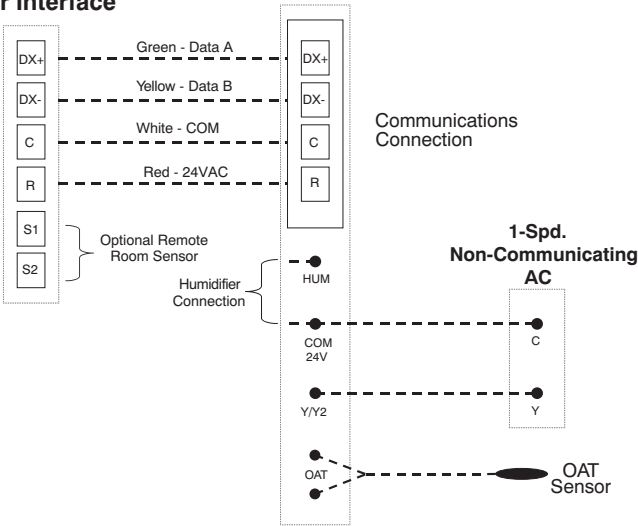 r Interface
DX+
Green - Data A
DX+
DX-
Yellow - Data B
DX-
C
White - COM
C
R
Red - 24VAC
R
Communications
Connection
S1
S2
Optional Remote
Room Sensor
Humidifier
Connection
HUM
COM
24V
Y/Y2
OAT
1-Spd.
Non-Communicating
AC
C
Y
OAT
Sensor